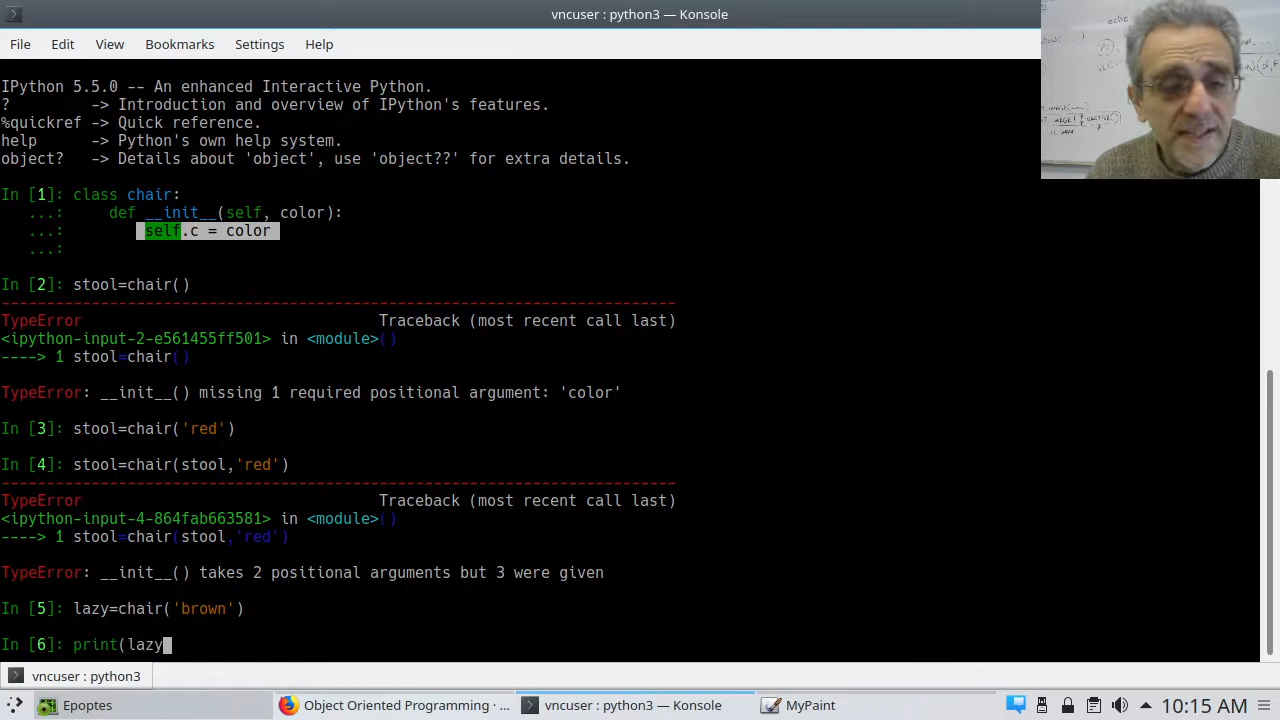 vncuser : python3 — Konsole
File Edit View Bookmarks Settings Help
IPython 5.5.0 -- An enhanced Interactive Python.
? -> Introduction and overview of IPython's features.
%quickref -> Quick reference.
help -> Python's own help system.
object? -> Details about 'object', use 'object??' for extra details.
In [1]: class chair:
...: def __init__(self, color):
...: self.c = color
...:
In [2]: stool=chair()
---------------------------------------------------------------------------
TypeError Traceback (most recent call last)
<ipython-input-2-e561455ff501> in <module>()
----> 1 stool=chair()
TypeError: __init__() missing 1 required positional argument: 'color'
In [3]: stool=chair('red')
In [4]: stool=chair(stool,'red')
---------------------------------------------------------------------------
TypeError Traceback (most recent call last)
<ipython-input-4-864fab663581> in <module>()
----> 1 stool=chair(stool,'red')
TypeError: __init__() takes 2 positional arguments but 3 were given
In [5]: lazy=chair('brown')
In [6]: print(lazy
vncuser : python3
Epoptes
Object Oriented Programming · ...
vncuser : python3 — Konsole
MyPaint
10:15 AM
echo